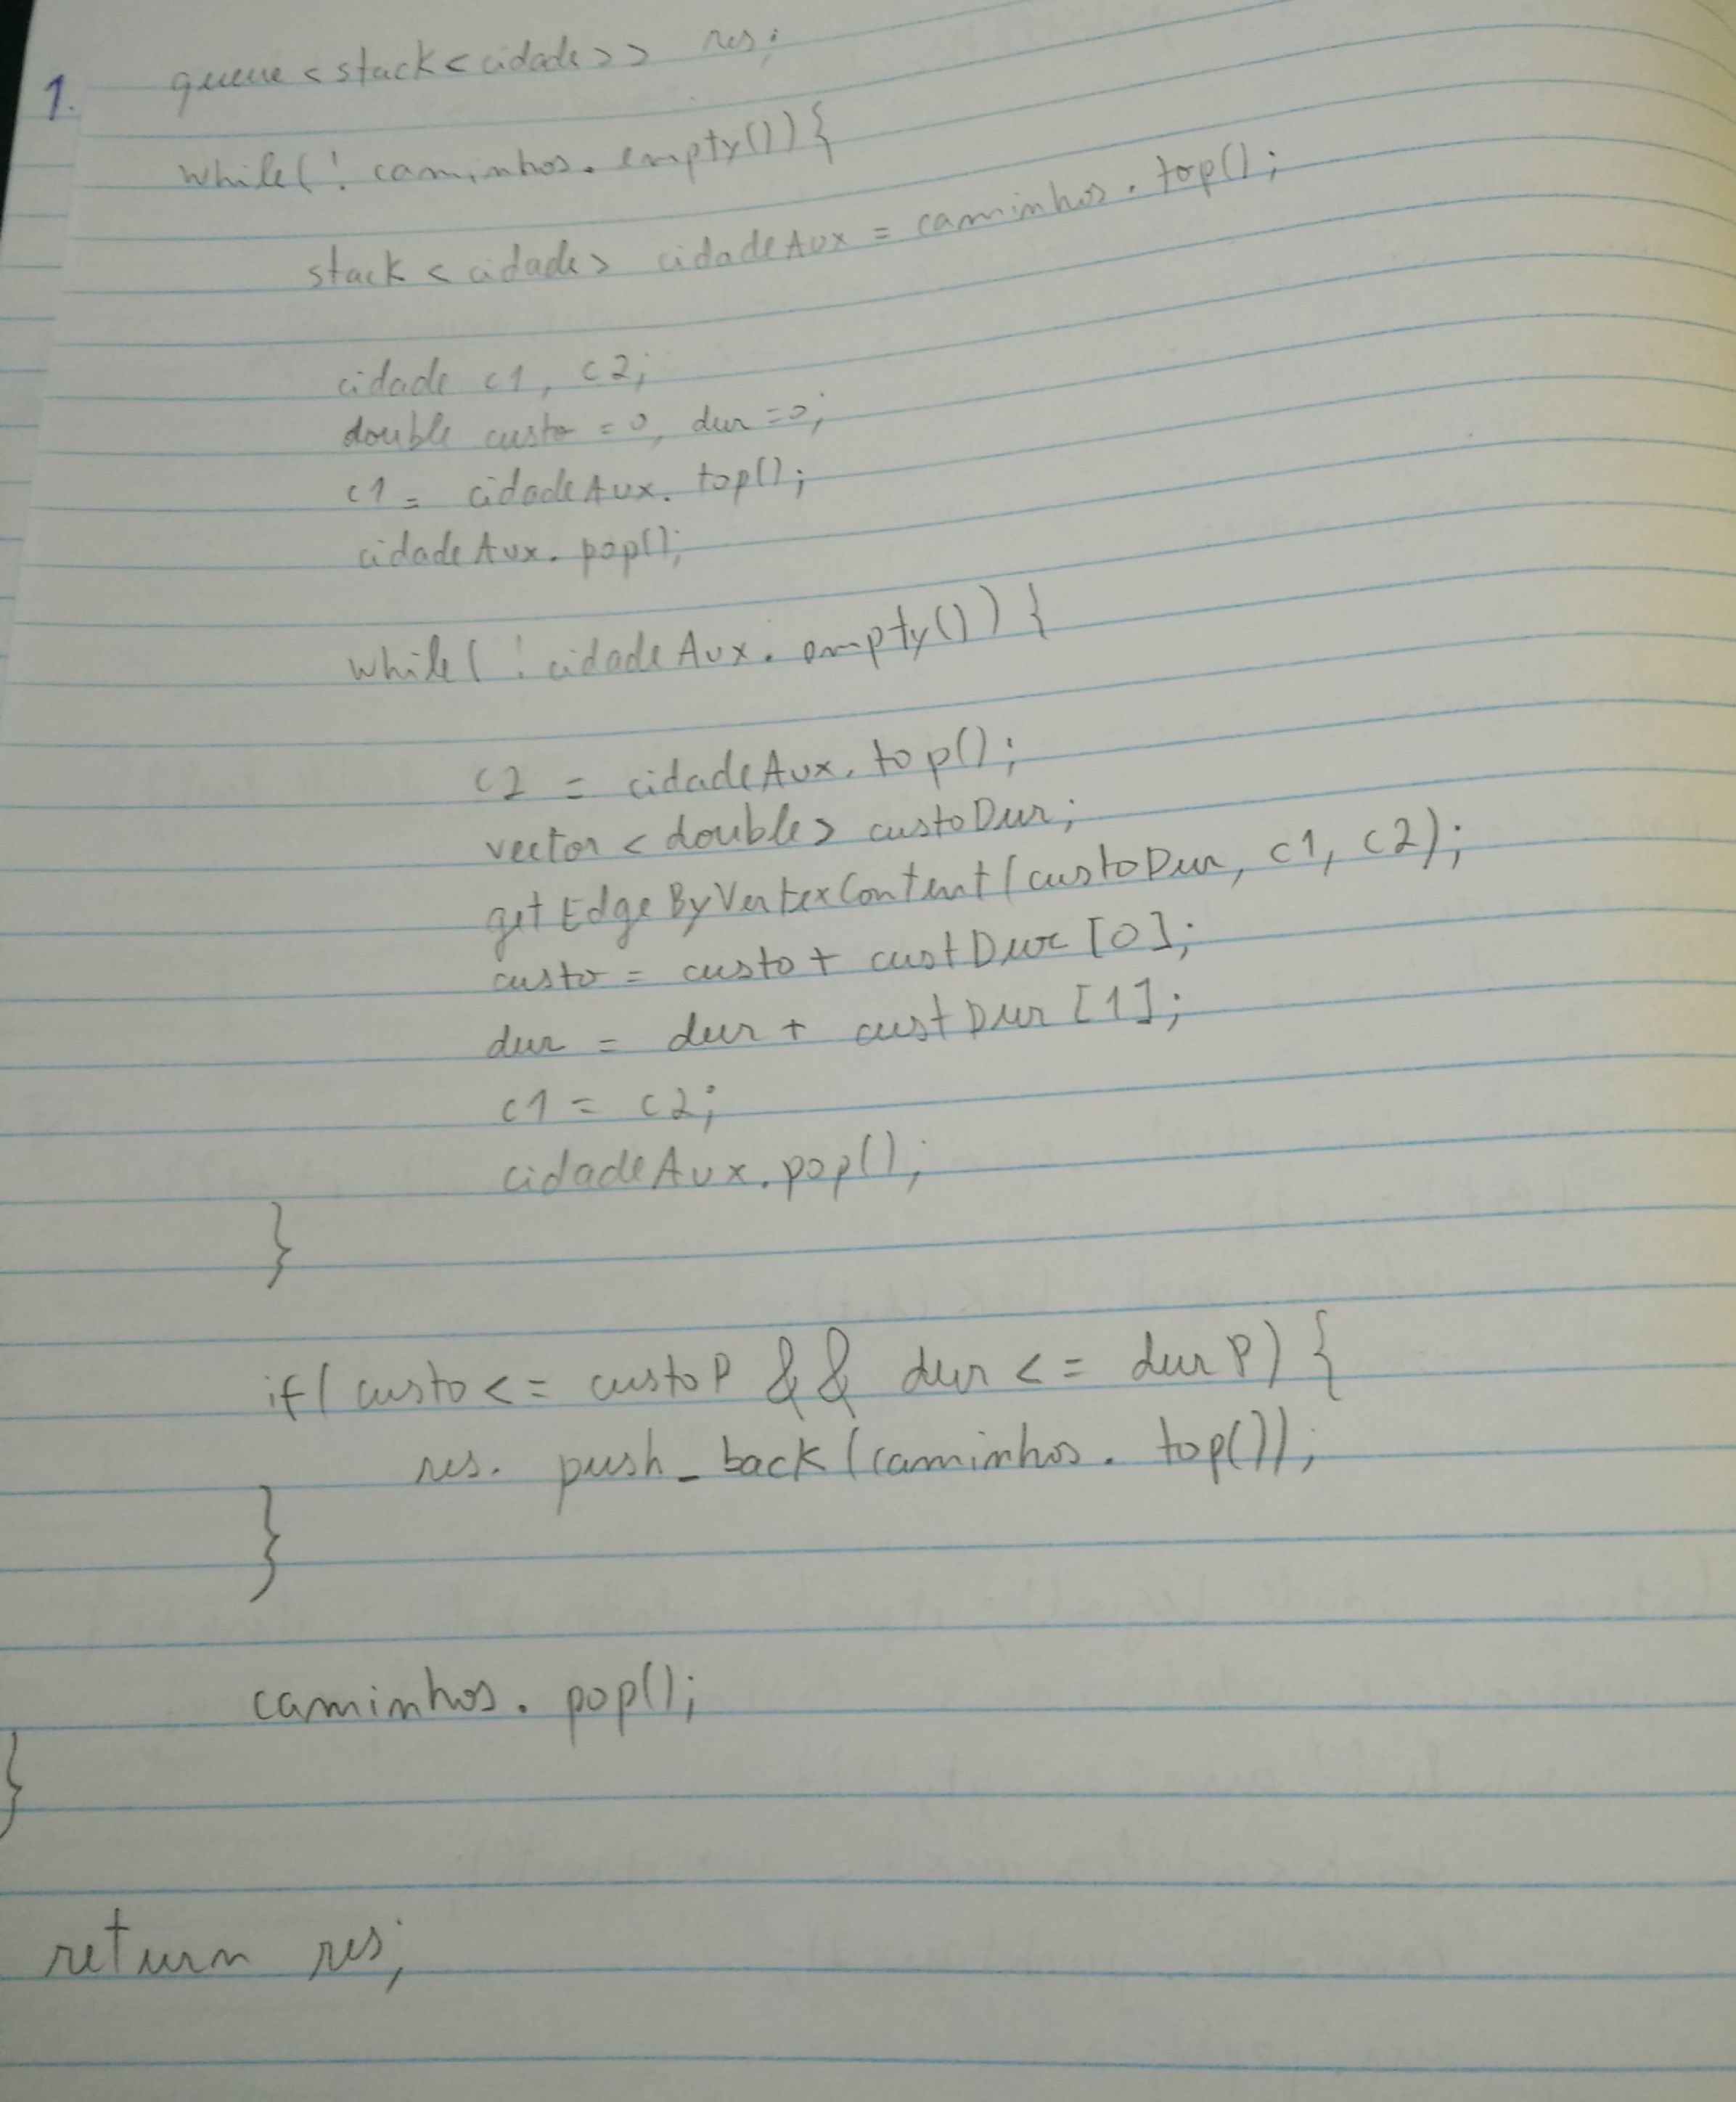 1. queue <stack<cidade>> res;
while(! caminhos.empty()){
stack <cidade> cidadeAux = caminhos.top();
cidade c1, c2;
double custo = 0, dur = 0;
c1 = cidadeAux.top();
cidadeAux.pop();
while(! cidadeAux.empty()){
c2 = cidadeAux.top();
vector <double> custoDur;
getEdgeByVertexContent(custoDur, c1, c2);
custo = custo + custDur[0];
dur = dur + custDur[1];
c1 = c2;
cidadeAux.pop();
}
if(custo <= custoP && dur <= durP){
res.push_back(caminhos.top());
}
caminhos.pop();
}
return res;